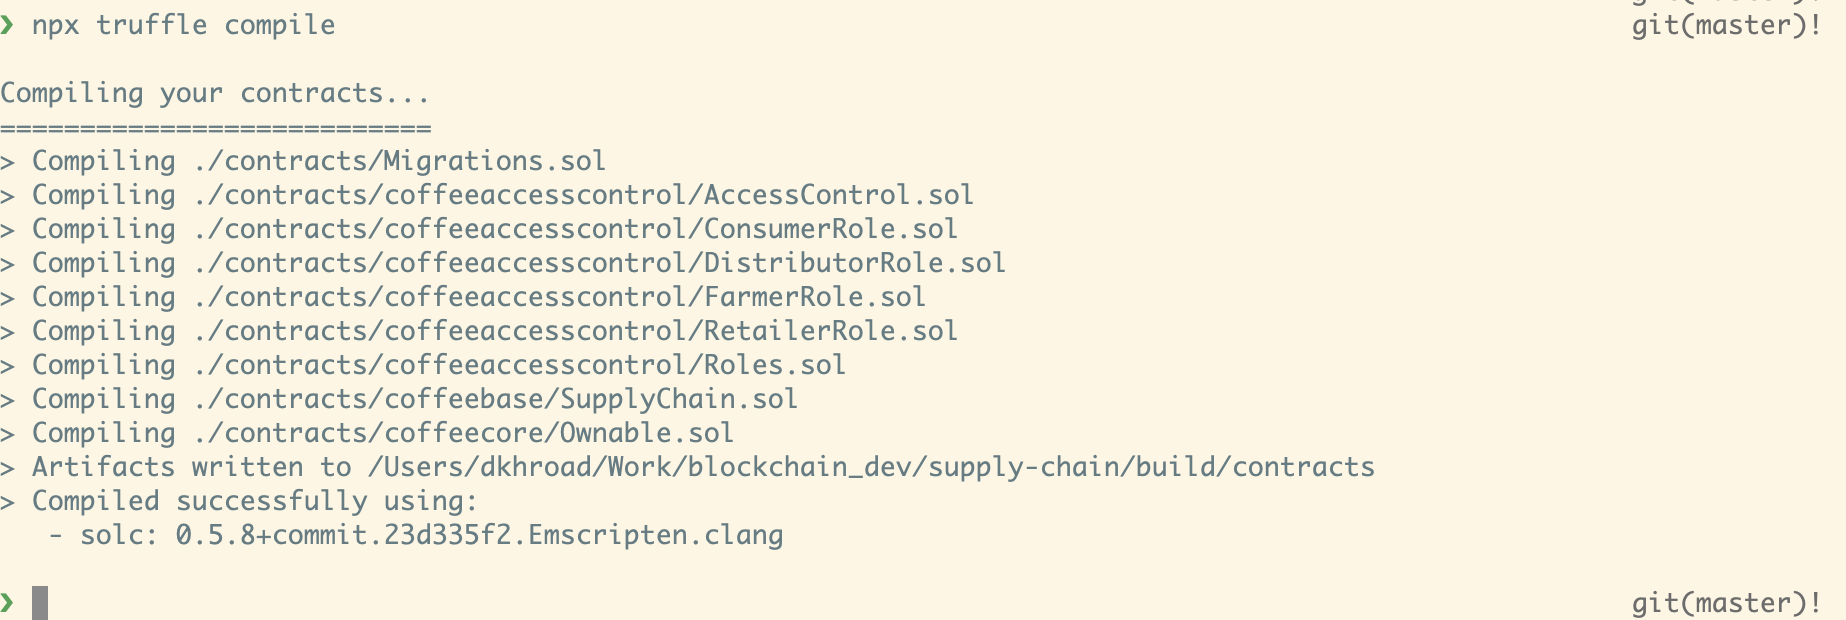 ❯ npx truffle compile git(master)!
Compiling your contracts...
===========================
> Compiling ./contracts/Migrations.sol
> Compiling ./contracts/coffeeaccesscontrol/AccessControl.sol
> Compiling ./contracts/coffeeaccesscontrol/ConsumerRole.sol
> Compiling ./contracts/coffeeaccesscontrol/DistributorRole.sol
> Compiling ./contracts/coffeeaccesscontrol/FarmerRole.sol
> Compiling ./contracts/coffeeaccesscontrol/RetailerRole.sol
> Compiling ./contracts/coffeeaccesscontrol/Roles.sol
> Compiling ./contracts/coffeebase/SupplyChain.sol
> Compiling ./contracts/coffeecore/Ownable.sol
> Artifacts written to /Users/dkhroad/Work/blockchain_dev/supply-chain/build/contracts
> Compiled successfully using:
   - solc: 0.5.8+commit.23d335f2.Emscripten.clang
❯ git(master)!